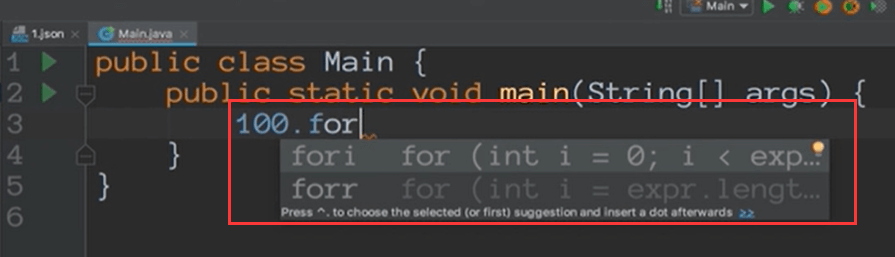 Main
1.json × Main.java ×
1 public class Main {
2 public static void main(String[] args) {
3 100.for
fori for (int i = 0; i < exp…
forr for (int i = expr.lengt…
Press ^. to choose the selected (or first) suggestion and insert a dot afterwards >>
4 }
5 }
6